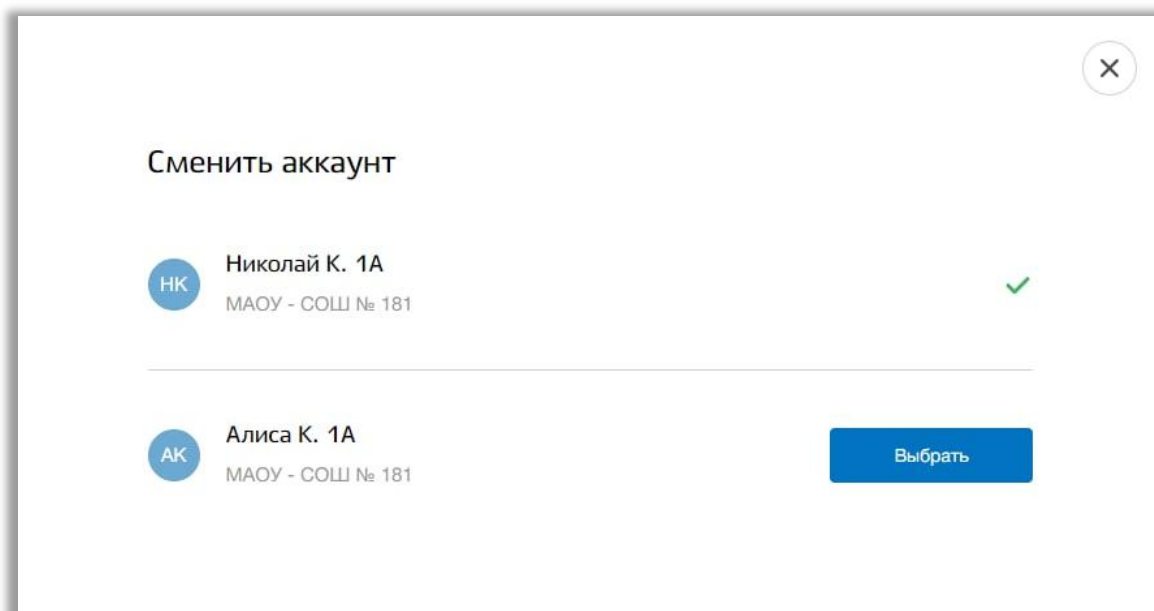 Сменить аккаунт
НК
Николай К. 1А
МАОУ - СОШ № 181
АК
Алиса К. 1А
МАОУ - СОШ № 181
Выбрать